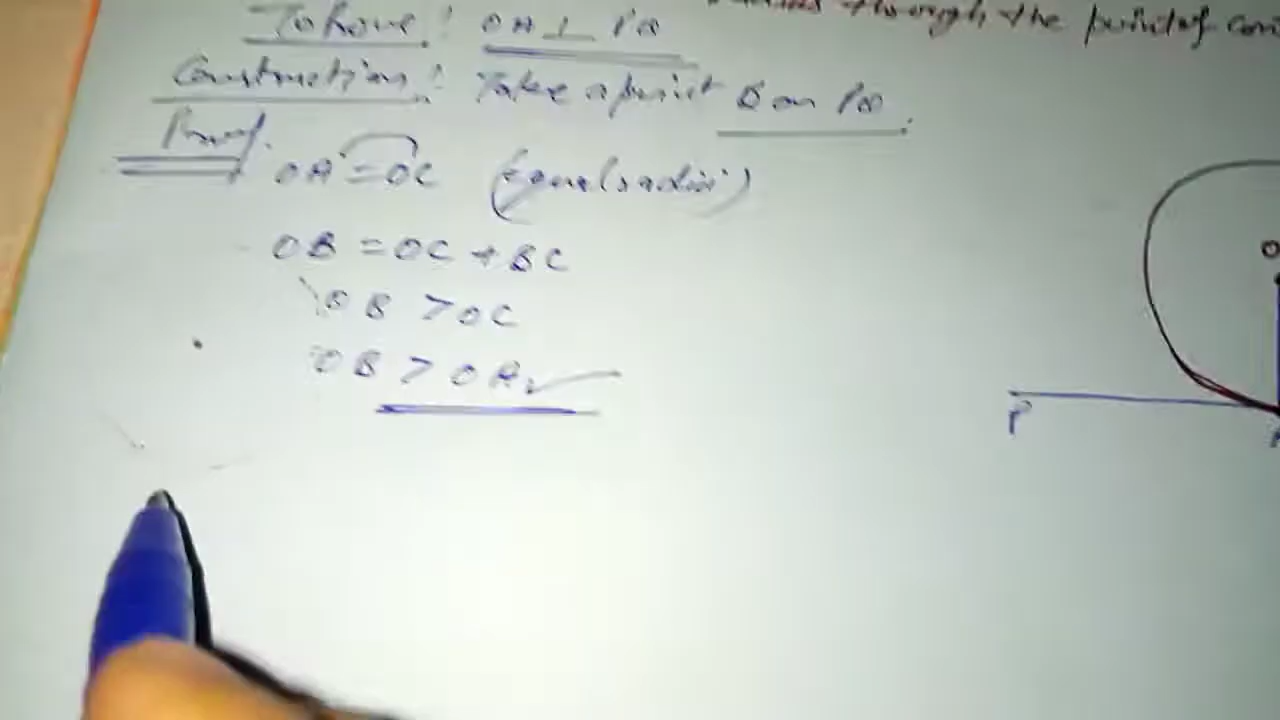 through the point of con
To Prove! OA ⊥ PQ
Construction! Take a point B on PQ.
Proof.
OA = OC (Equal radii)
OB = OC + BC
OB > OC
OB > OA
O
P